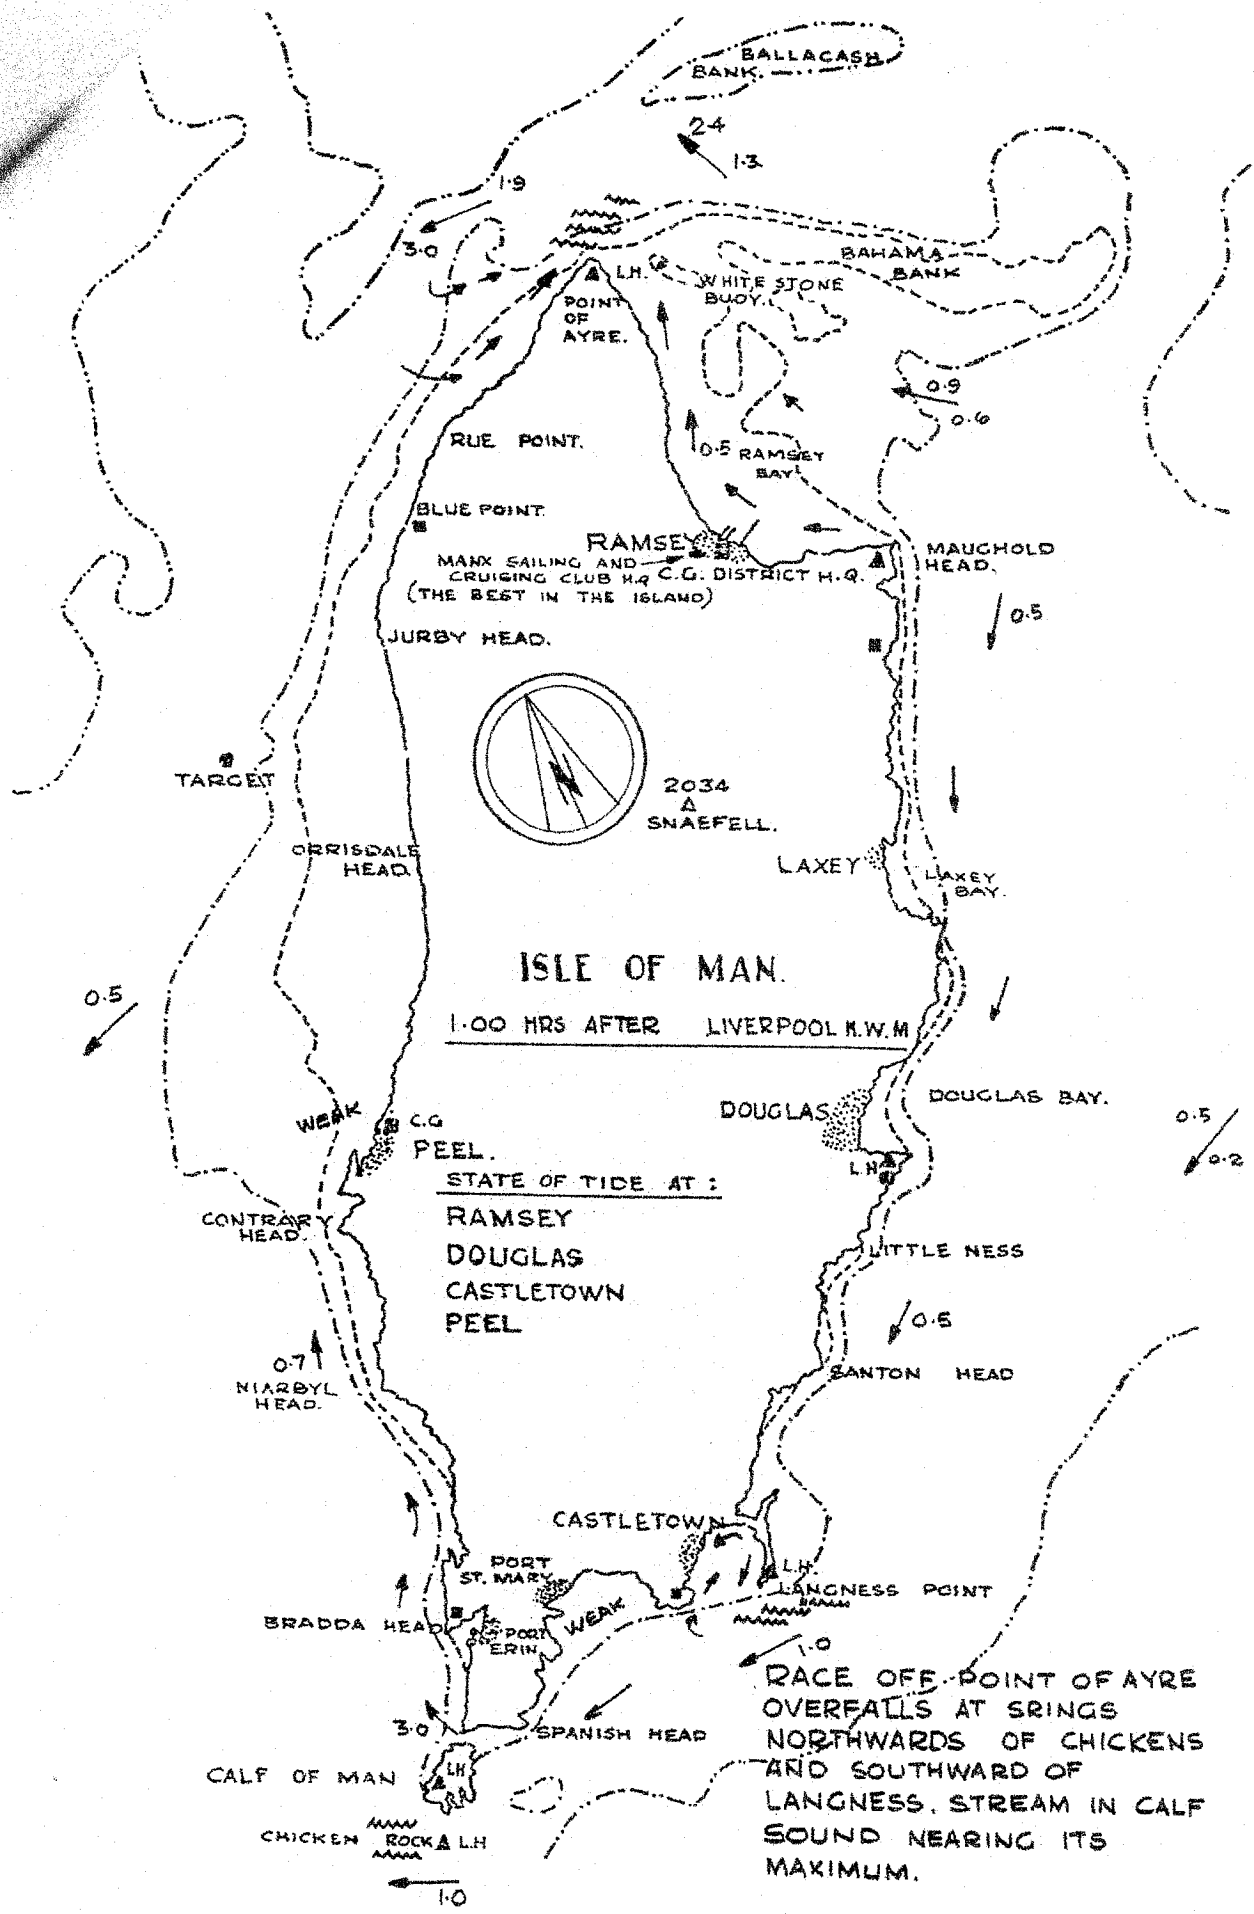 BALLACASH
BANK.
2.4
1.3
1.9
3.0
BAHAMA
BANK
L.H.
WHITE STONE
BUOY.
POINT
OF
AYRE.
0.9
0.6
RUE POINT.
0.5
RAMSEY
BAY
BLUE POINT.
RAMSEY
MAUGHOLD
HEAD.
MANX SAILING AND
CRUISING CLUB H.Q
C.G. DISTRICT H.Q.
(THE BEST IN THE ISLAND)
0.5
JURBY HEAD.
N
TARGET
2034
SNAEFELL.
ORRISDALE
HEAD.
LAXEY
LAXEY
BAY.
ISLE OF MAN.
0.5
1.00 HRS AFTER LIVERPOOL H.W.M
DOUGLAS
DOUGLAS BAY.
WEAK
C.G
PEEL.
L.H
0.5
0.2
STATE OF TIDE AT :
RAMSEY
DOUGLAS
CASTLETOWN
PEEL
CONTRARY
HEAD.
LITTLE NESS
0.5
0.7
NIARBYL
HEAD.
SANTON HEAD
CASTLETOWN
PORT
ST. MARY
L.H.
LANGNESS POINT
BRADDA HEAD
PORT
ERIN
WEAK
1.0
3.0
SPANISH HEAD
CALF OF MAN
LH
CHICKEN ROCK L.H
1.0
RACE OFF POINT OF AYRE
OVERFALLS AT SRINGS
NORTHWARDS OF CHICKENS
AND SOUTHWARD OF
LANGNESS. STREAM IN CALF
SOUND NEARING ITS
MAXIMUM.